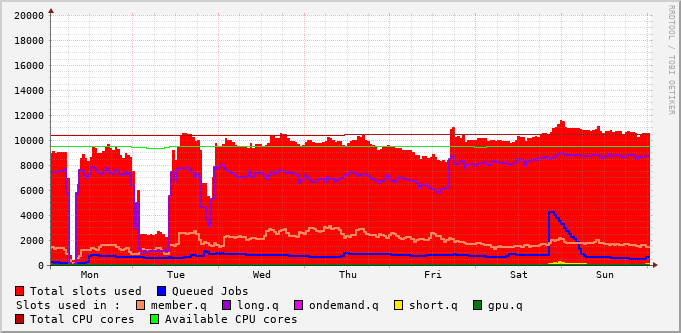 20000
18000
16000
14000
12000
10000
8000
6000
4000
2000
0
Mon Tue Wed Thu Fri Sat Sun
RRDTOOL / TOBI OETIKER
Total slots used Queued Jobs
Slots used in : member.q long.q ondemand.q short.q gpu.q
Total CPU cores Available CPU cores